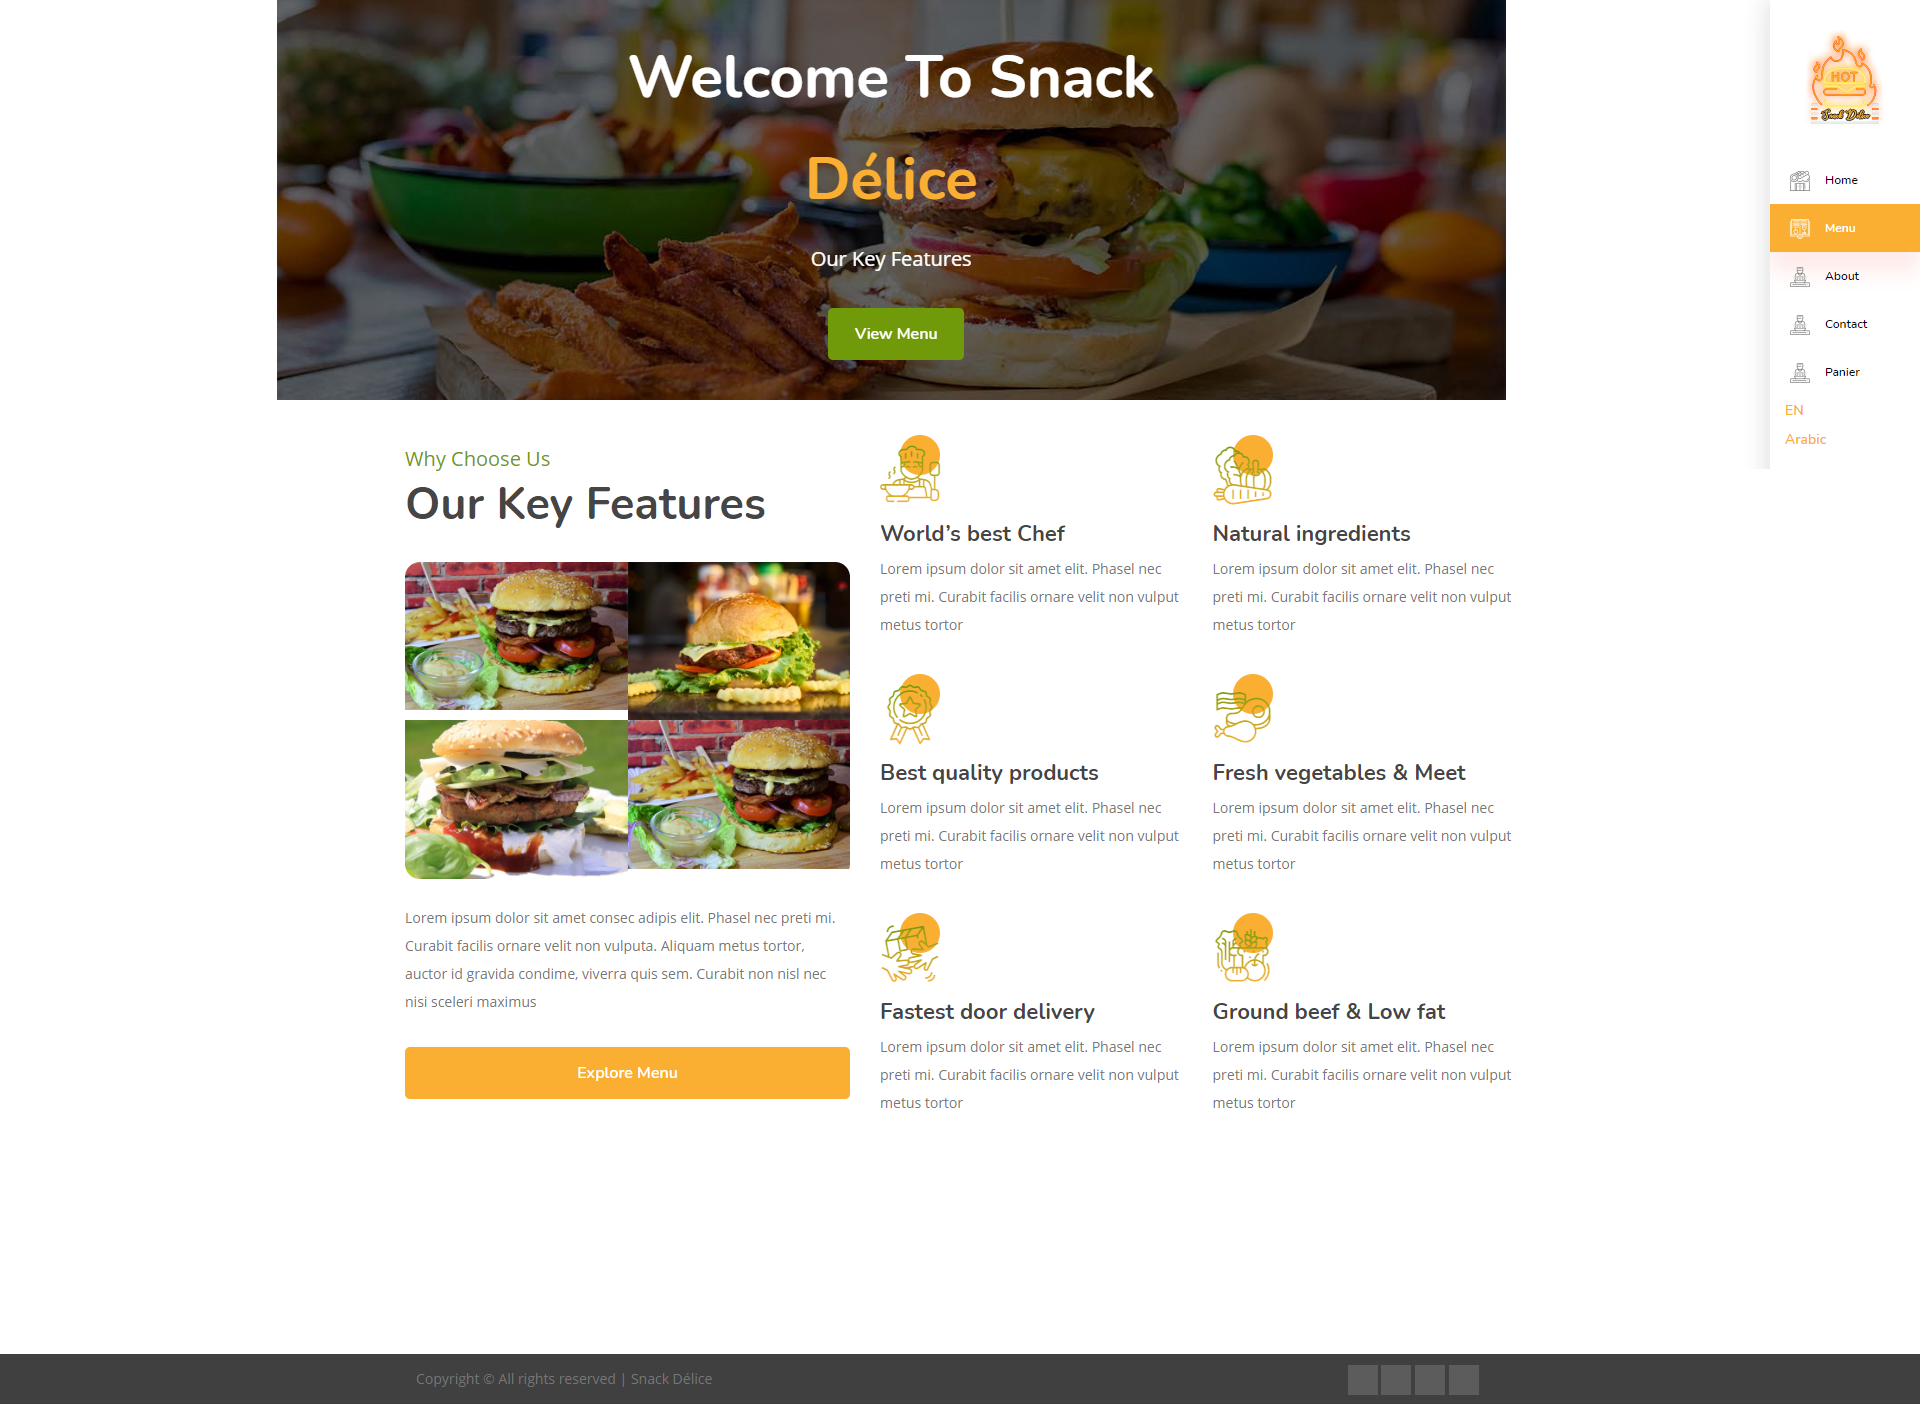 Welcome To Snack
Délice
Our Key Features
View Menu
HOT
Snack Délice
Home
Menu
About
Contact
Panier
EN
Arabic
Why Choose Us
Our Key Features
Lorem ipsum dolor sit amet consec adipis elit. Phasel nec preti mi.
Curabit facilis ornare velit non vulputa. Aliquam metus tortor,
auctor id gravida condime, viverra quis sem. Curabit non nisl nec
nisi sceleri maximus
Explore Menu
World’s best Chef
Lorem ipsum dolor sit amet elit. Phasel nec
preti mi. Curabit facilis ornare velit non vulput
metus tortor
Natural ingredients
Lorem ipsum dolor sit amet elit. Phasel nec
preti mi. Curabit facilis ornare velit non vulput
metus tortor
Best quality products
Lorem ipsum dolor sit amet elit. Phasel nec
preti mi. Curabit facilis ornare velit non vulput
metus tortor
Fresh vegetables & Meet
Lorem ipsum dolor sit amet elit. Phasel nec
preti mi. Curabit facilis ornare velit non vulput
metus tortor
Fastest door delivery
Lorem ipsum dolor sit amet elit. Phasel nec
preti mi. Curabit facilis ornare velit non vulput
metus tortor
Ground beef & Low fat
Lorem ipsum dolor sit amet elit. Phasel nec
preti mi. Curabit facilis ornare velit non vulput
metus tortor
Copyright © All rights reserved | Snack Délice